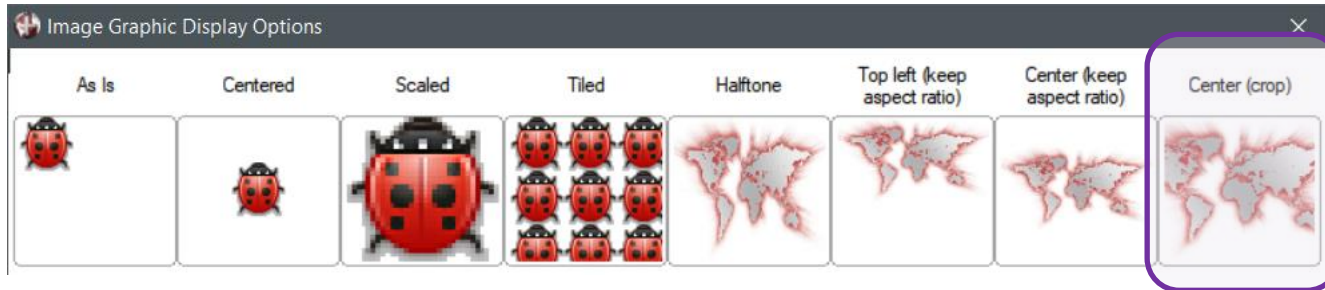 Image Graphic Display Options
As Is
Centered
Scaled
Tiled
Halftone
Top left (keep
aspect ratio)
Center (keep
aspect ratio)
Center (crop)